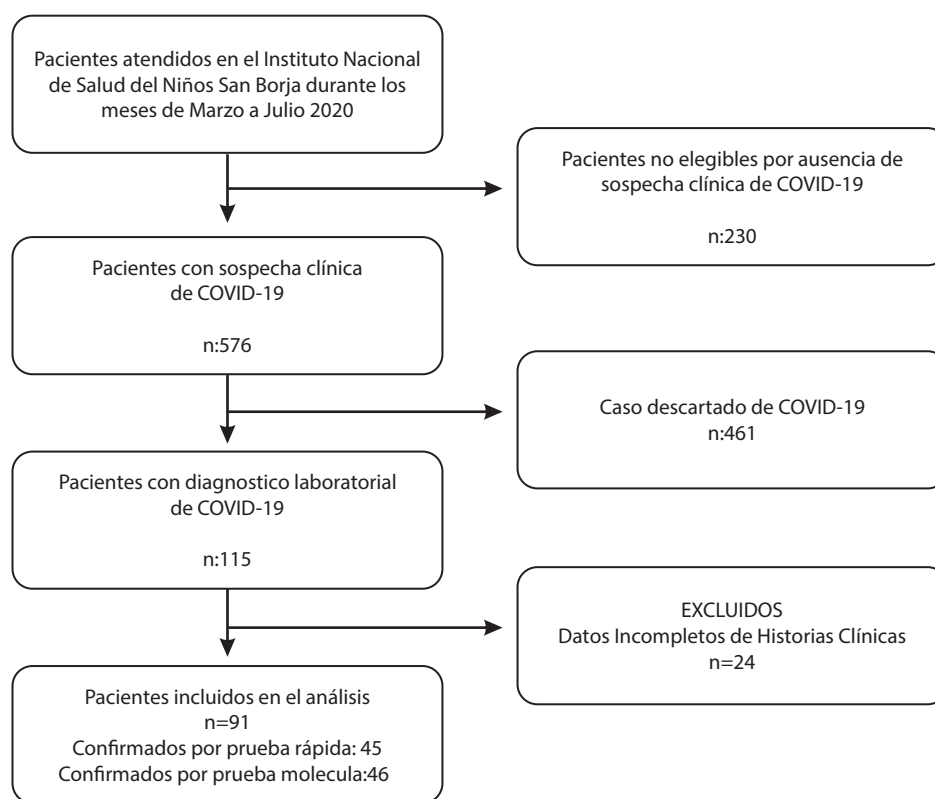 Pacientes atendidos en el Instituto Nacional
de Salud del Niños San Borja durante los
meses de Marzo a Julio 2020
Pacientes no elegibles por ausencia de
sospecha clínica de COVID-19
n:230
Pacientes con sospecha clínica
de COVID-19
n:576
Caso descartado de COVID-19
n:461
Pacientes con diagnostico laboratorial
de COVID-19
n:115
EXCLUIDOS
Datos Incompletos de Historias Clínicas
n=24
Pacientes incluidos en el análisis
n=91
Confirmados por prueba rápida: 45
Confirmados por prueba molecula:46